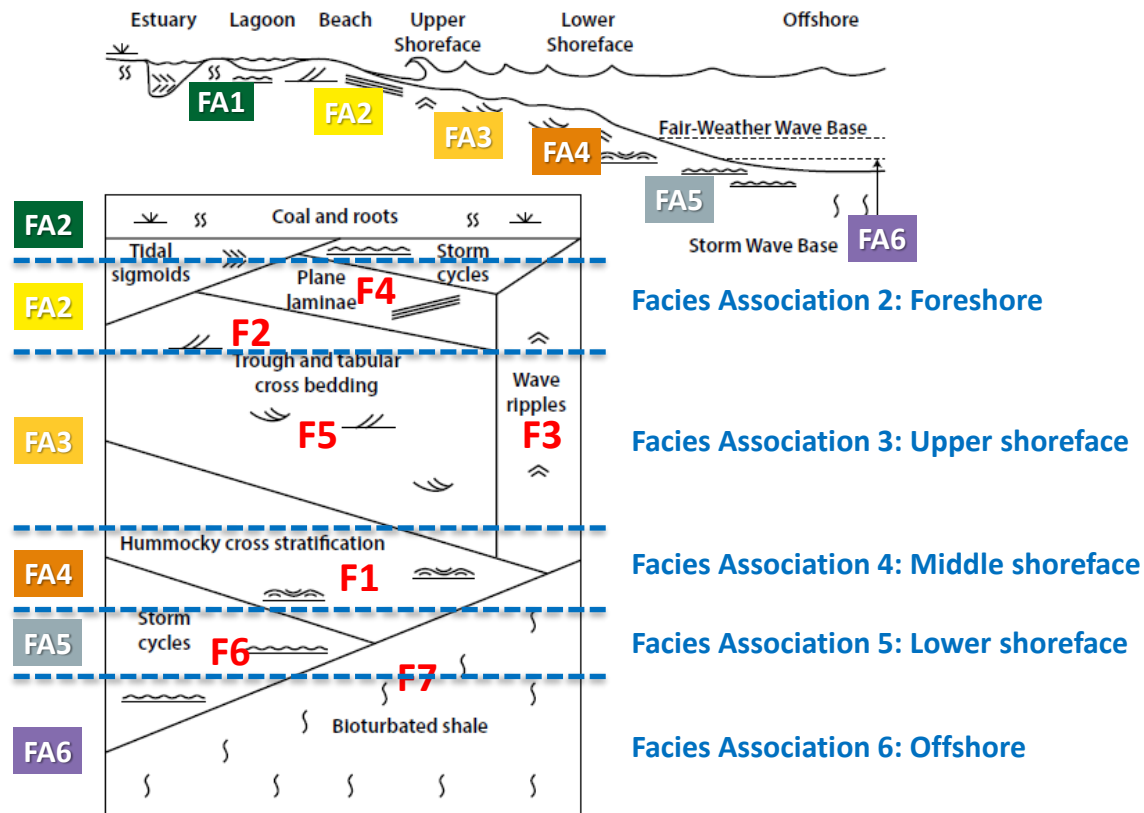 Estuary Lagoon Beach Upper Shoreface Lower Shoreface Offshore
FA1
FA2
FA3
FA4
Fair-Weather Wave Base
FA5
FA6
Storm Wave Base
FA2
Coal and roots
Tidal
sigmoids
Storm
cycles
FA2
Plane
laminae
F4
F2
Facies Association 2: Foreshore
Trough and tabular
cross bedding
Wave
ripples
FA3
F5
F3
Facies Association 3: Upper shoreface
Hummocky cross stratification
FA4
F1
Facies Association 4: Middle shoreface
Storm
cycles
FA5
F6
Facies Association 5: Lower shoreface
F7
Bioturbated shale
FA6
Facies Association 6: Offshore